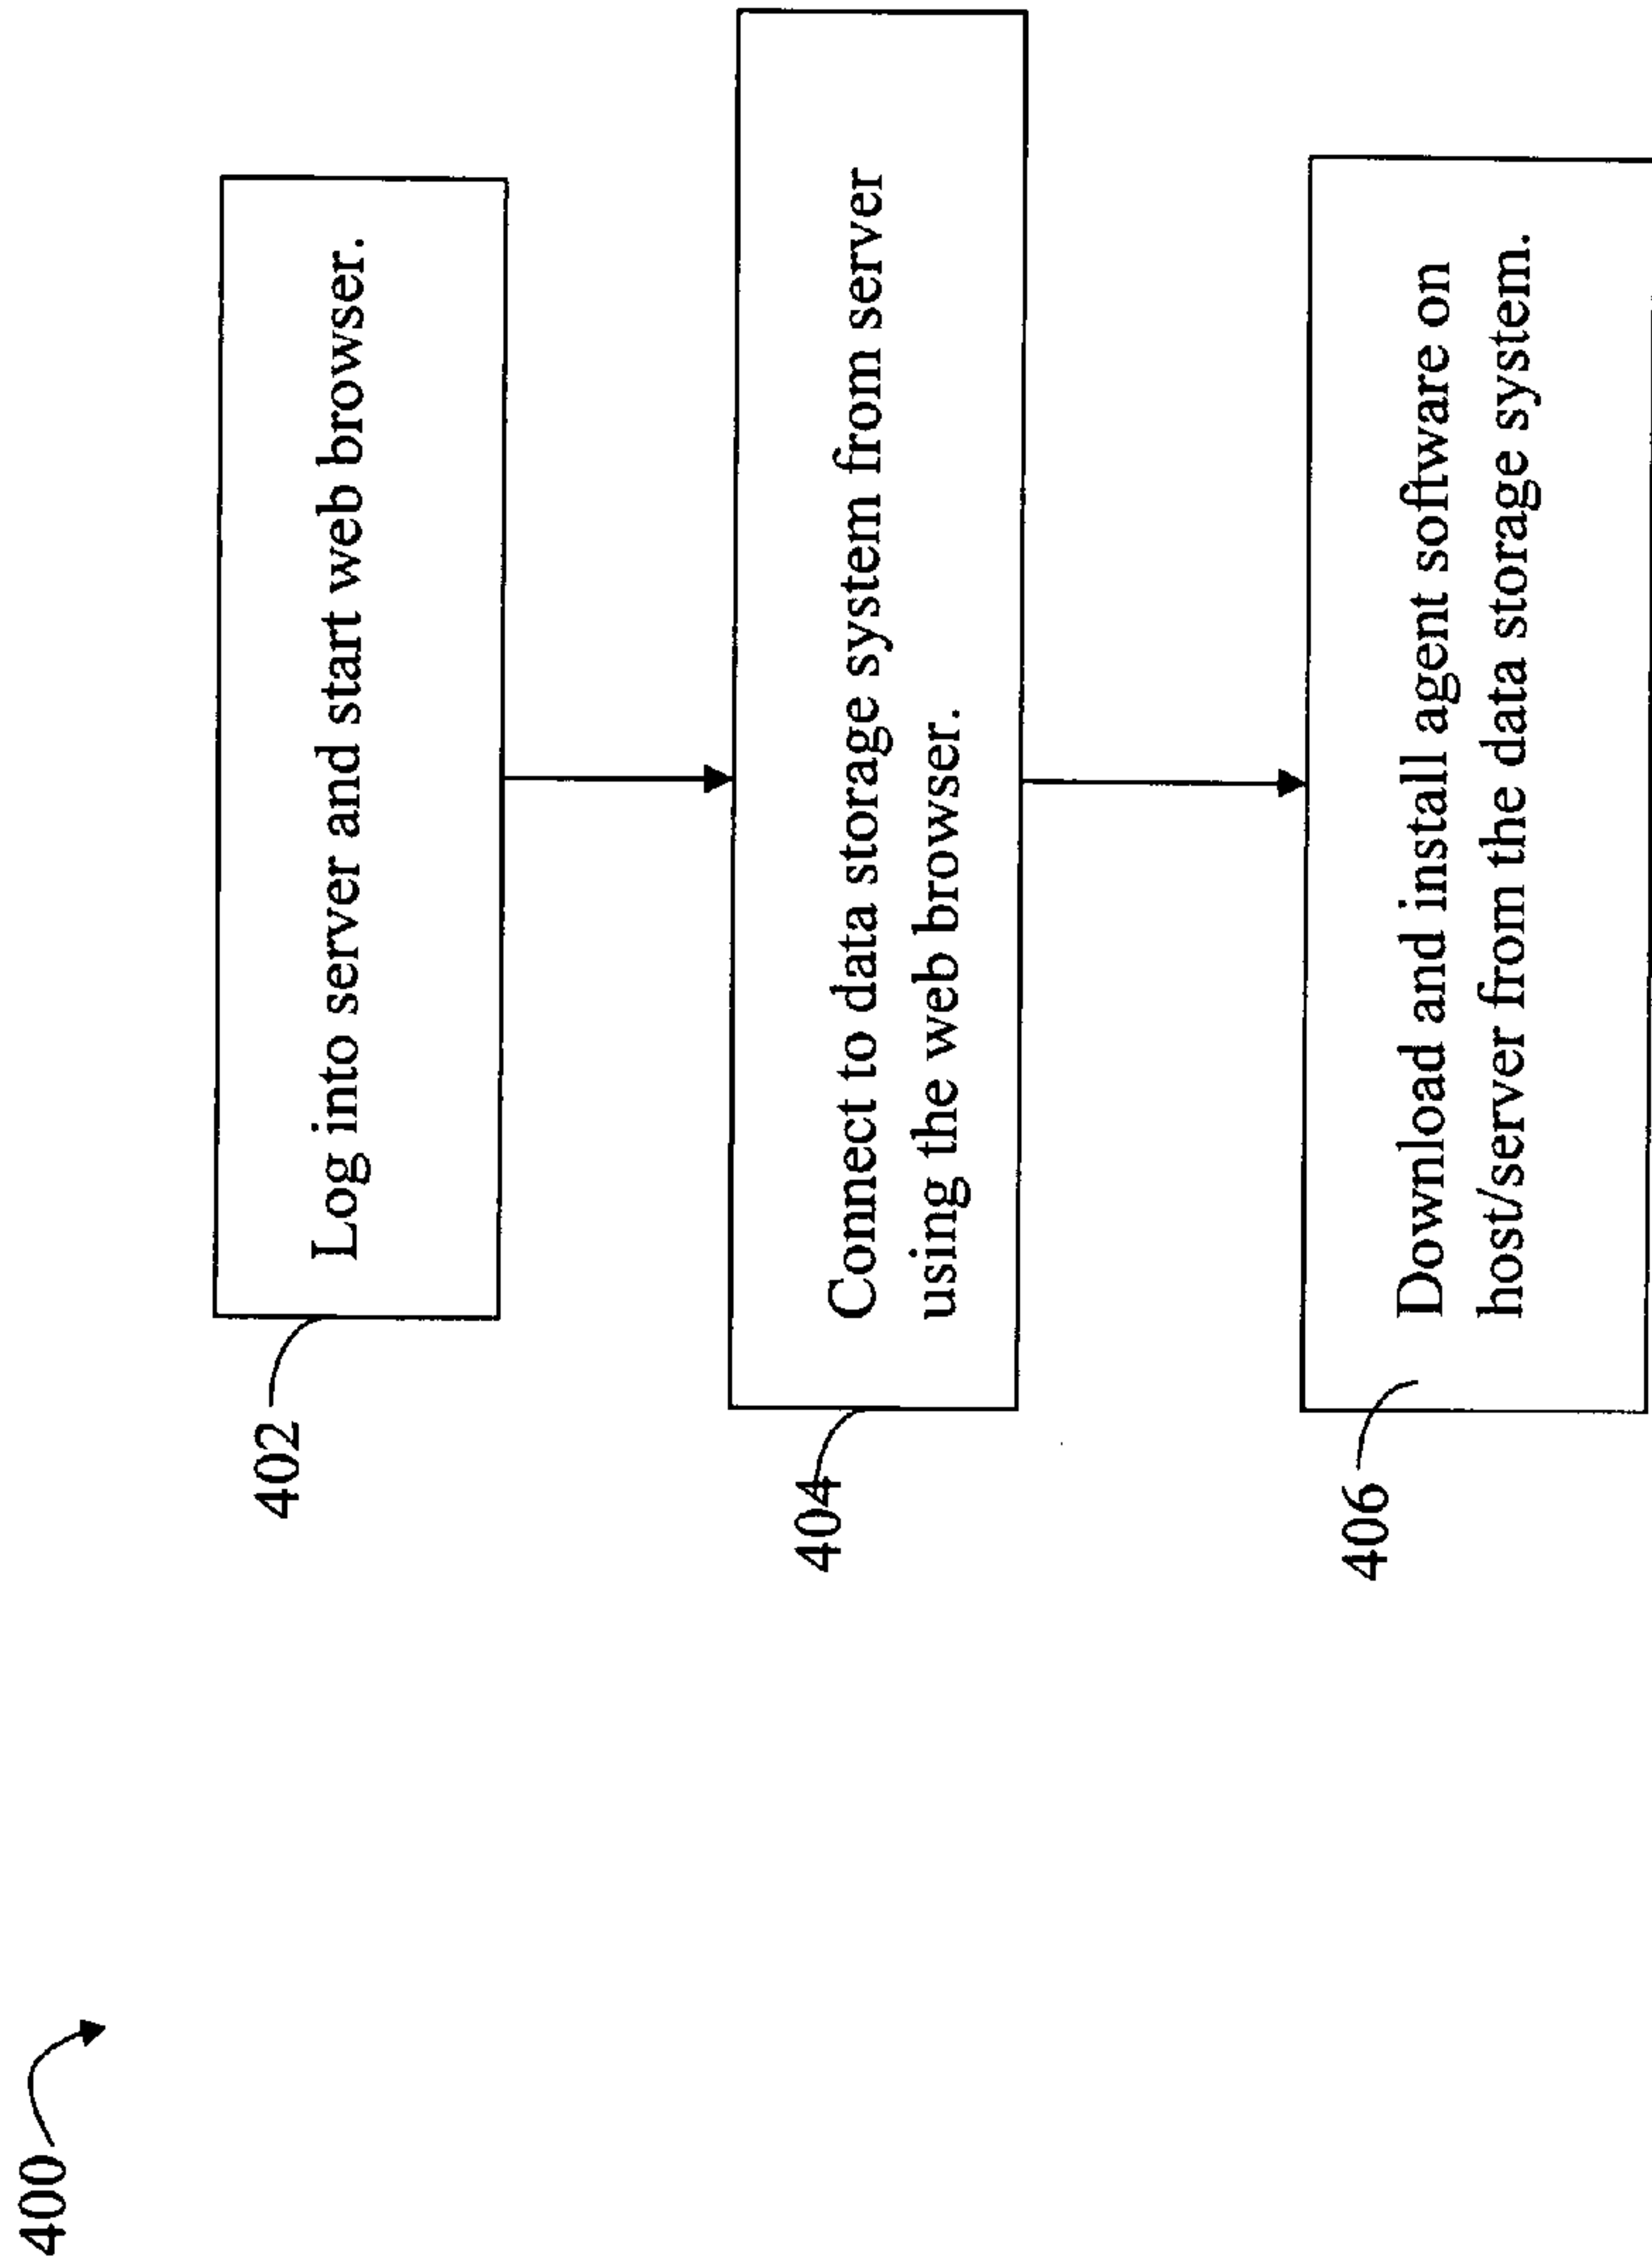 400
402
Log into server and start web browser.
404
Connect to data storage system from server
using the web browser.
406
Download and install agent software on
host/server from the data storage system.